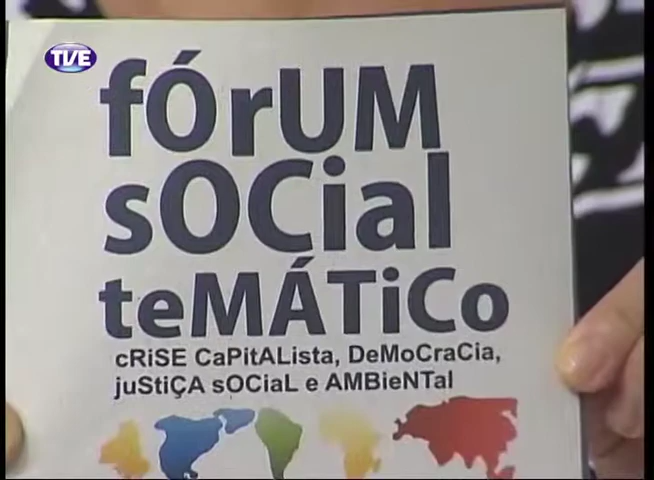 TVE
fÓrUM
sOCial
teMÁTiCo
cRiSE CaPitALista, DeMoCraCia,
juStiÇA sOCiaL e AMBieNTal